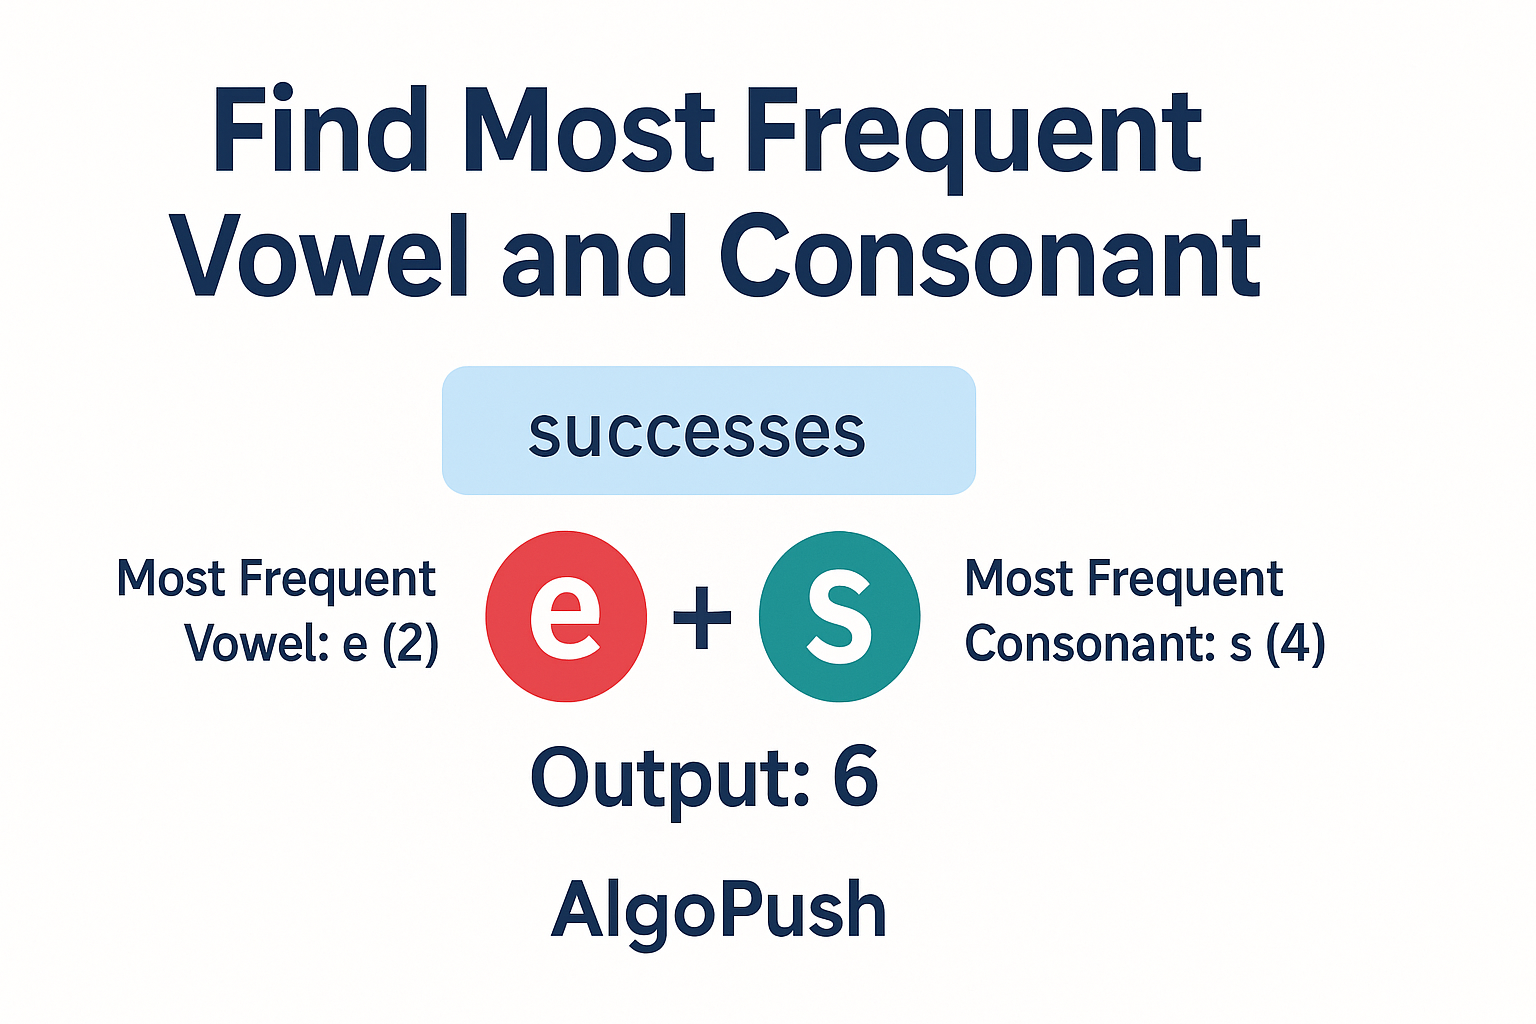 Find Most Frequent
Vowel and Consonant
successes
Most Frequent
Vowel: e (2)
e + s
Most Frequent
Consonant: s (4)
Output: 6
AlgoPush